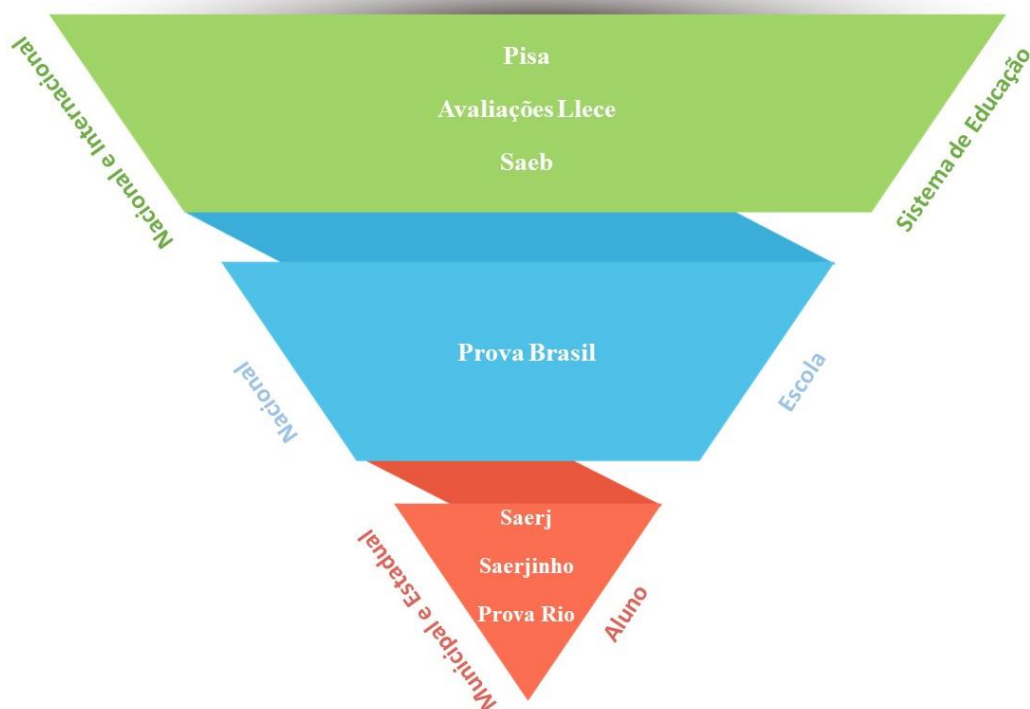 Nacional e Internacional
Pisa
Avaliações Llece
Saeb
Sistema de Educação
Nacional
Prova Brasil
Escola
Municipal e Estadual
Saerj
Saerjinho
Prova Rio
Aluno